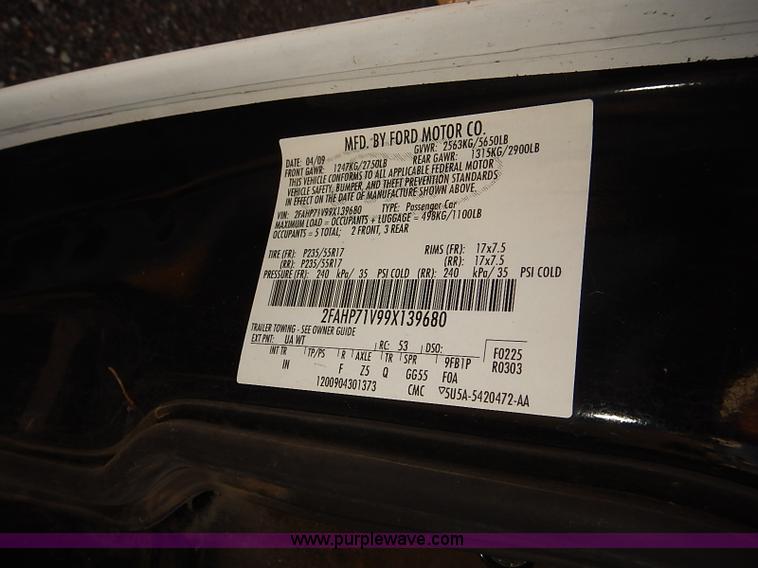 MFD. BY FORD MOTOR CO.
DATE: 04/09 GVWR: 2563KG/5650LB
FRONT GAWR: 1247KG/2750LB REAR GAWR: 1315KG/2900LB
THIS VEHICLE CONFORMS TO ALL APPLICABLE FEDERAL MOTOR
VEHICLE SAFETY, BUMPER, AND THEFT PREVENTION STANDARDS
IN EFFECT ON THE DATE OF MANUFACTURE SHOWN ABOVE.
VIN: 2FAHP71V99X139680 TYPE: Passenger Car
MAXIMUM LOAD = OCCUPANTS + LUGGAGE = 498KG/1100LB
OCCUPANTS = 5 TOTAL: 2 FRONT, 3 REAR
TIRE (FR): P235/55R17 RIMS (FR): 17x7.5
(RR): P235/55R17 (RR): 17x7.5
PRESSURE (FR): 240 kPa/ 35 PSI COLD (RR): 240 kPa/ 35 PSI COLD
2FAHP71V99X139680
TRAILER TOWING - SEE OWNER GUIDE
EXT PNT: UA WT RC: 53 DSO: F0225
INT TR TP/PS R AXLE TR SPR 9FB1P R0303
IN F Z5 Q GG55 F0A
1200904301373 CMC ▽5U5A-5420472-AA
www.purplewave.com